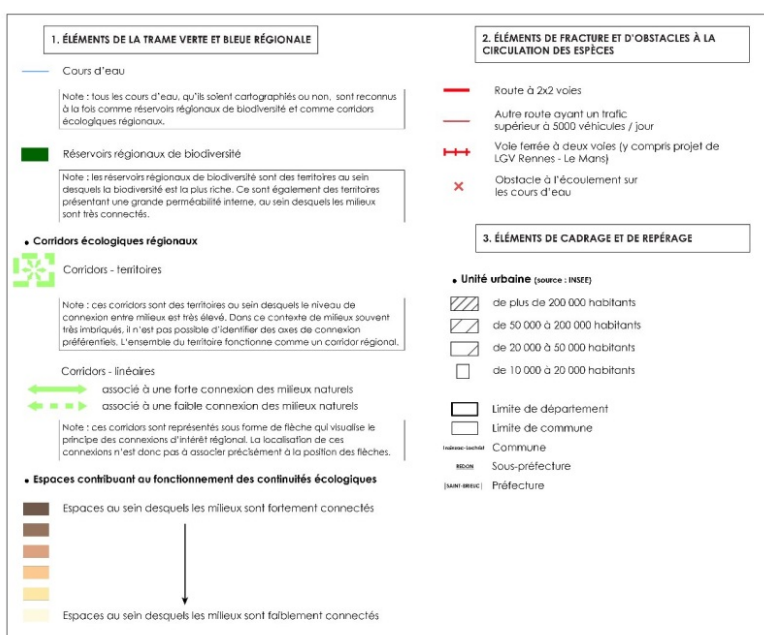 1. ÉLÉMENTS DE LA TRAME VERTE ET BLEUE RÉGIONALE
Cours d'eau
Note : tous les cours d'eau, qu'ils soient cartographiés ou non, sont reconnus
à la fois comme réservoirs régionaux de biodiversité et comme corridors
écologiques régionaux.
Réservoirs régionaux de biodiversité
Note : les réservoirs régionaux de biodiversité sont des territoires au sein
desquels la biodiversité est la plus riche. Ce sont également des territoires
présentant une grande perméabilité interne, au sein desquels les milieux
sont très connectés.
• Corridors écologiques régionaux
Corridors - territoires
Note : ces corridors sont des territoires au sein desquels le niveau de
connexion entre milieux est très élevé. Dans ce contexte de milieux souvent
très imbriqués, il n'est pas possible d'identifier des axes de connexion
préférentiels. L'ensemble du territoire fonctionne comme un corridor régional.
Corridors - linéaires
associé à une forte connexion des milieux naturels
associé à une faible connexion des milieux naturels
Note : ces corridors sont représentés sous forme de flèche qui visualise le
principe des connexions d'intérêt régional. La localisation de ces
connexions n'est donc pas à associer précisément à la position des flèches.
• Espaces contribuant au fonctionnement des continuités écologiques
Espaces au sein desquels les milieux sont fortement connectés
Espaces au sein desquels les milieux sont faiblement connectés
2. ÉLÉMENTS DE FRACTURE ET D'OBSTACLES À LA
CIRCULATION DES ESPÈCES
Route à 2x2 voies
Autre route ayant un trafic
supérieur à 5000 véhicules / jour
Voie ferrée à deux voies (y compris projet de
LGV Rennes - Le Mans)
Obstacle à l'écoulement sur
les cours d'eau
3. ÉLÉMENTS DE CADRAGE ET DE REPÉRAGE
• Unité urbaine (source : INSEE)
de plus de 200 000 habitants
de 50 000 à 200 000 habitants
de 20 000 à 50 000 habitants
de 10 000 à 20 000 habitants
Limite de département
Limite de commune
Inzinzac-Lochrist Commune
REDON Sous-préfecture
|SAINT-BRIEUC| Préfecture